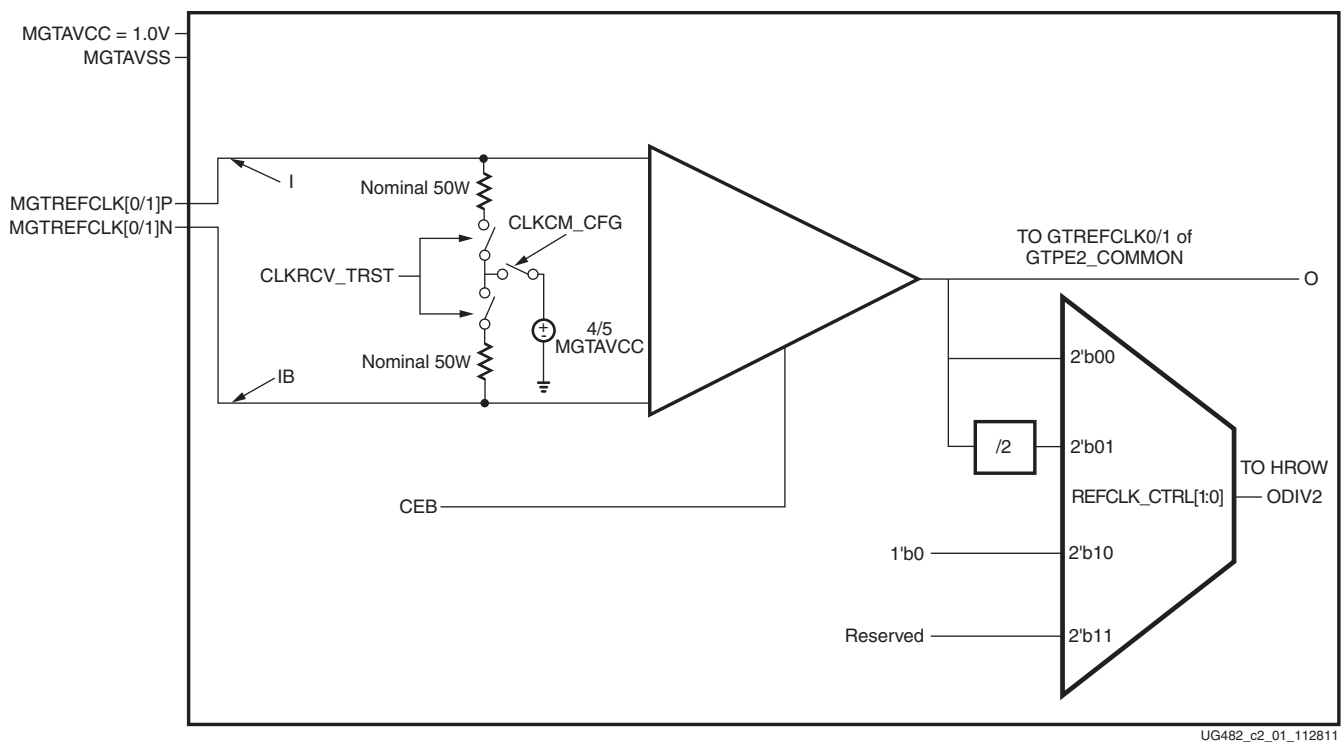 MGTAVCC = 1.0V
MGTAVSS
I
Nominal 50W
MGTREFCLK[0/1]P
MGTREFCLK[0/1]N
CLKCM_CFG
TO GTREFCLK0/1 of
GTPE2_COMMON
CLKRCV_TRST
O
4/5
MGTAVCC
+
-
Nominal 50W
2'b00
IB
/2
2'b01
TO HROW
REFCLK_CTRL[1:0]
ODIV2
CEB
1'b0
2'b10
Reserved
2'b11
UG482_c2_01_112811